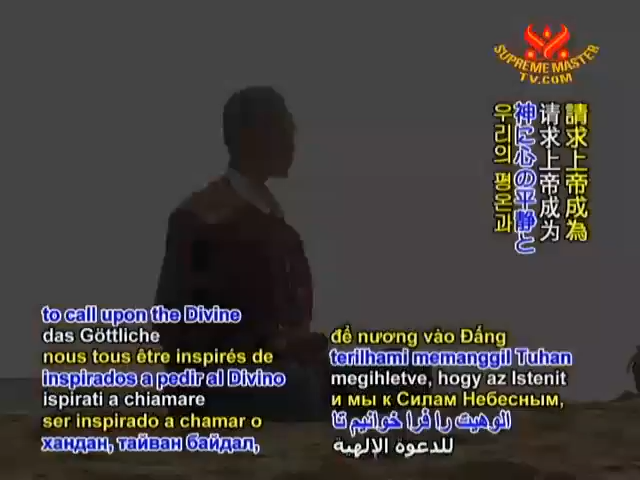 SUPREME MASTER
TV.COM
請求上帝成為
请求上帝成为
神に心の平静と
우리의 평온과
to call upon the Divine
das Göttliche
nous tous être inspirés de
inspirados a pedir al Divino
ispirati a chiamare
ser inspirado a chamar o
хандан, тайван байдал,
để nương vào Đấng
terilhami memanggil Tuhan
megihletve, hogy az Istenit
и мы к Силам Небесным,
الوهیت را فرا خوانیم تا
للدعوة الإلهية